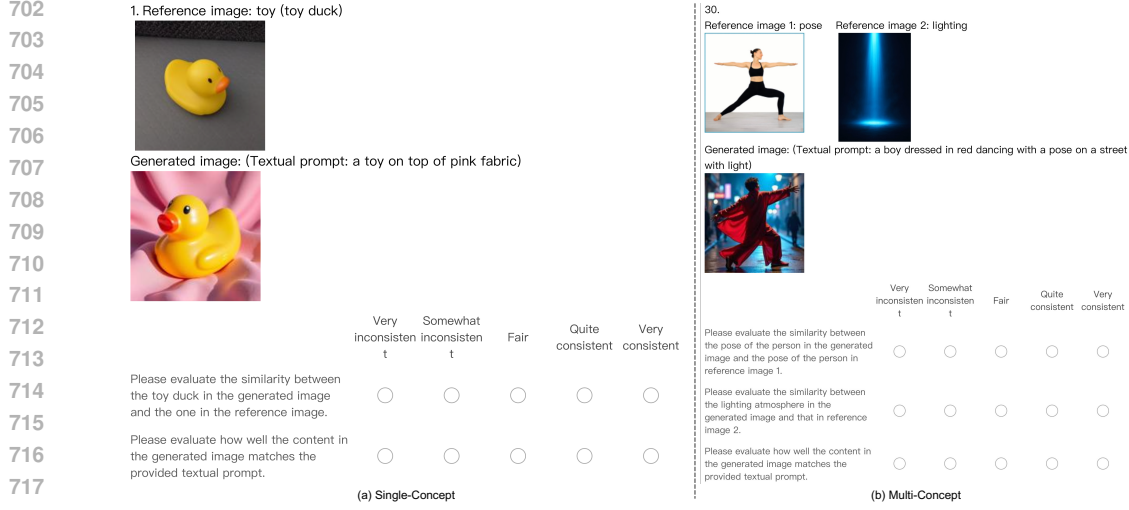 702
703
704
705
706
707
708
709
710
711
712
713
714
715
716
717
1. Reference image: toy (toy duck)
Generated image: (Textual prompt: a toy on top of pink fabric)
Very
inconsisten
t
Somewhat
inconsisten
t
Fair
Quite
consistent
Very
consistent
Please evaluate the similarity between
the toy duck in the generated image
and the one in the reference image.
Please evaluate how well the content in
the generated image matches the
provided textual prompt.
(a) Single-Concept
30.
Reference image 1: pose
Reference image 2: lighting
Generated image: (Textual prompt: a boy dressed in red dancing with a pose on a street
with light)
Very
inconsisten
t
Somewhat
inconsisten
t
Fair
Quite
consistent
Very
consistent
Please evaluate the similarity between
the pose of the person in the generated
image and the pose of the person in
reference image 1.
Please evaluate the similarity between
the lighting atmosphere in the
generated image and that in reference
image 2.
Please evaluate how well the content in
the generated image matches the
provided textual prompt.
(b) Multi-Concept